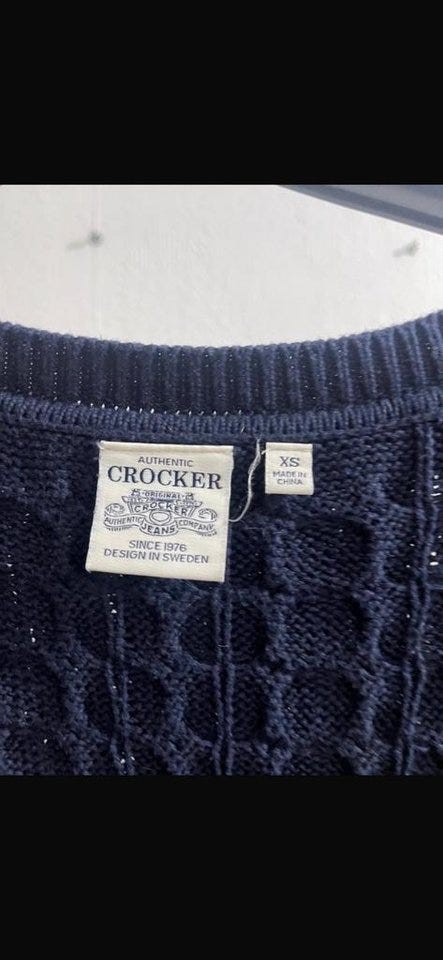 AUTHENTIC
CROCKER
ORIGINAL
CROCKER
AUTHENTIC JEANS COMPANY
SINCE 1976
DESIGN IN SWEDEN
XS
MADE IN
CHINA